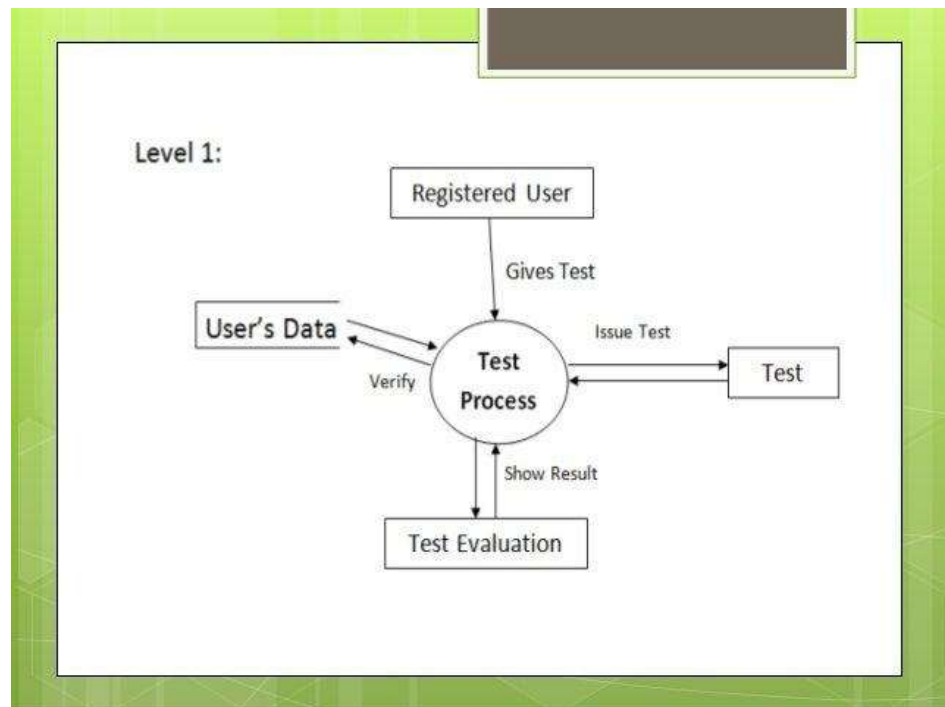 Level 1:
Registered User
Gives Test
User's Data
Issue Test
Test
Process
Test
Verify
Show Result
Test Evaluation